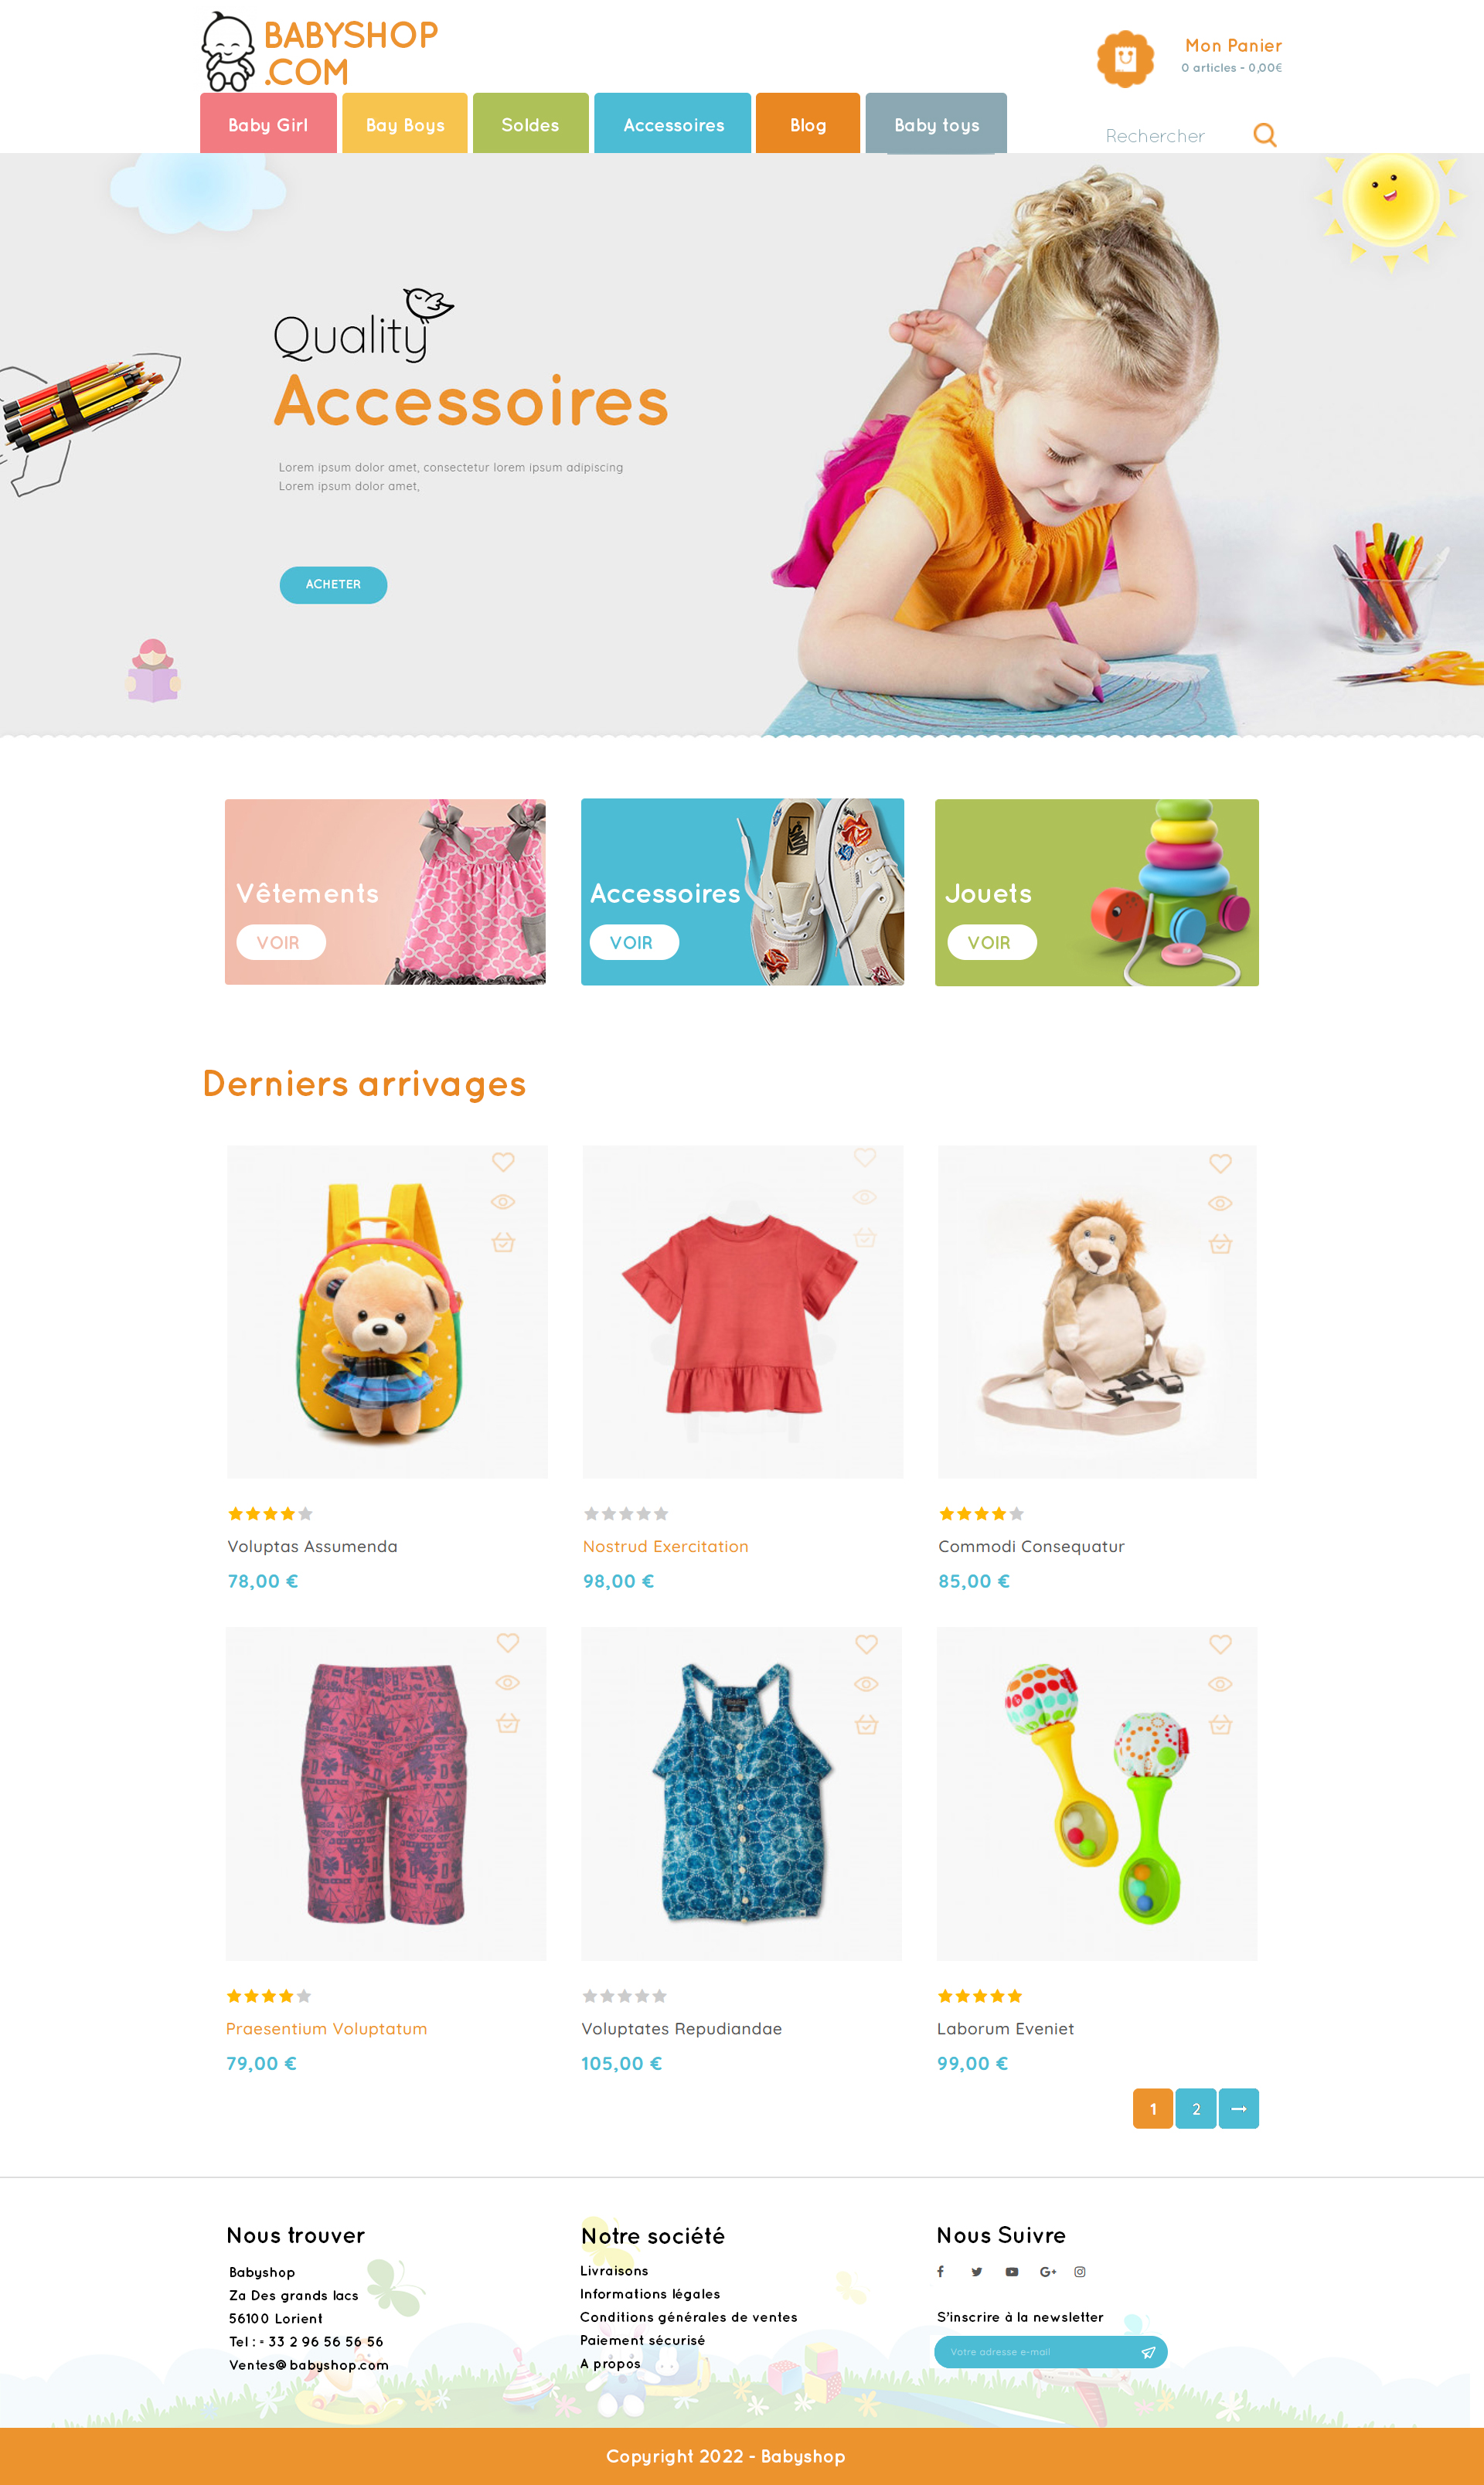 BABYSHOP
.COM
Mon Panier
0 articles - 0,00€
Baby Girl
Bay Boys
Soldes
Accessoires
Blog
Baby toys
Rechercher
Quality
Accessoires
Lorem ipsum dolor amet, consectetur lorem ipsum adipiscing
Lorem ipsum dolor amet,
ACHETER
Vêtements
VOIR
Accessoires
VOIR
VANS
Jouets
VOIR
Derniers arrivages
Voluptas Assumenda
78,00 €
Nostrud Exercitation
98,00 €
Commodi Consequatur
85,00 €
Praesentium Voluptatum
79,00 €
Voluptates Repudiandae
105,00 €
Laborum Eveniet
99,00 €
1
2
Nous trouver
Babyshop
Za Des grands lacs
56100 Lorient
Tel : + 33 2 96 56 56 56
Ventes@babyshop.com
Notre société
Livraisons
Informations légales
Conditions générales de ventes
Paiement sécurisé
A propos
Nous Suivre
S'inscrire à la newsletter
Votre adresse e-mail
Copyright 2022 - Babyshop